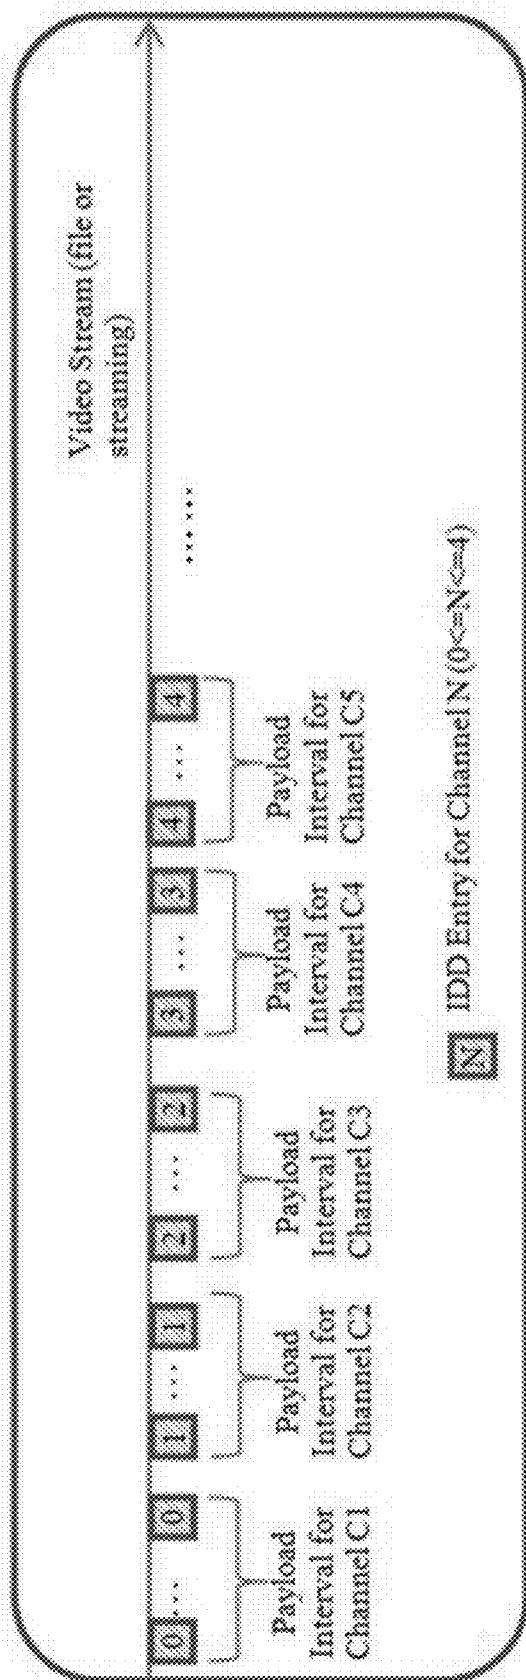 Video Stream (file or
streaming)
0 ... 0 1 ... 1 2 ... 2 3 ... 3 4 ... 4
... ...
Payload
Interval for
Channel C1
Payload
Interval for
Channel C2
Payload
Interval for
Channel C3
Payload
Interval for
Channel C4
Payload
Interval for
Channel C5
N IDD Entry for Channel N (0<=N<=4)